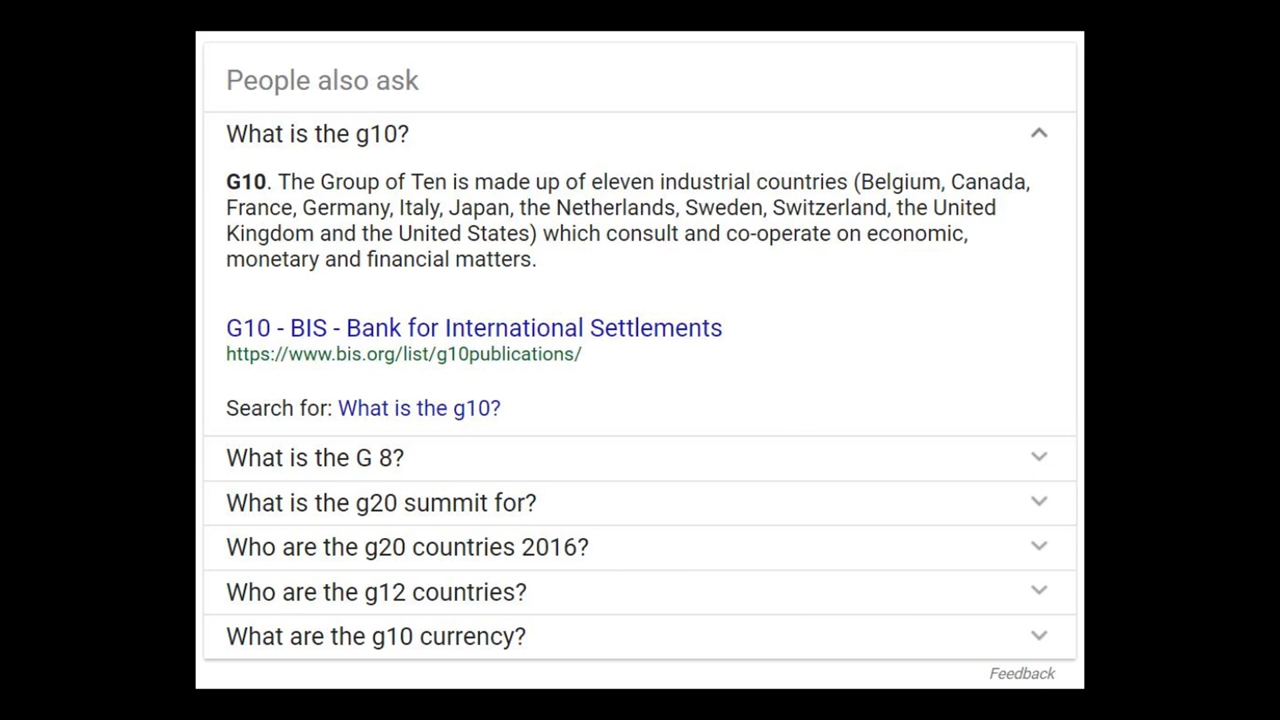 People also ask
What is the g10?
G10. The Group of Ten is made up of eleven industrial countries (Belgium, Canada,
France, Germany, Italy, Japan, the Netherlands, Sweden, Switzerland, the United
Kingdom and the United States) which consult and co-operate on economic,
monetary and financial matters.
G10 - BIS - Bank for International Settlements
https://www.bis.org/list/g10publications/
Search for: What is the g10?
What is the G 8?
What is the g20 summit for?
Who are the g20 countries 2016?
Who are the g12 countries?
What are the g10 currency?
Feedback